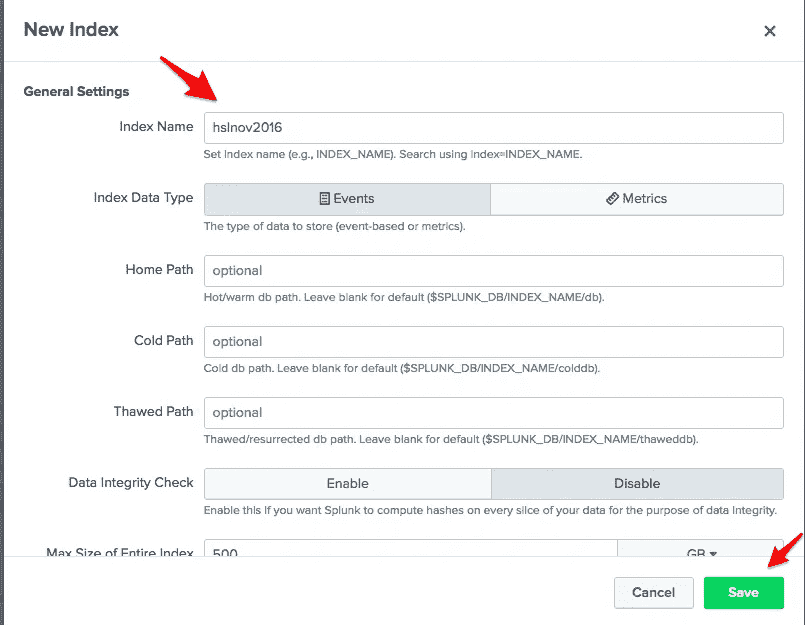 New Index
×
General Settings
Index Name
hslnov2016
Set index name (e.g., INDEX_NAME). Search using index=INDEX_NAME.
Index Data Type
Events
Metrics
The type of data to store (event-based or metrics).
Home Path
optional
Hot/warm db path. Leave blank for default ($SPLUNK_DB/INDEX_NAME/db).
Cold Path
optional
Cold db path. Leave blank for default ($SPLUNK_DB/INDEX_NAME/colddb).
Thawed Path
optional
Thawed/resurrected db path. Leave blank for default ($SPLUNK_DB/INDEX_NAME/thaweddb).
Data Integrity Check
Enable
Disable
Enable this if you want Splunk to compute hashes on every slice of your data for the purpose of data integrity.
Max Size of Entire Index
500
GB
Cancel
Save